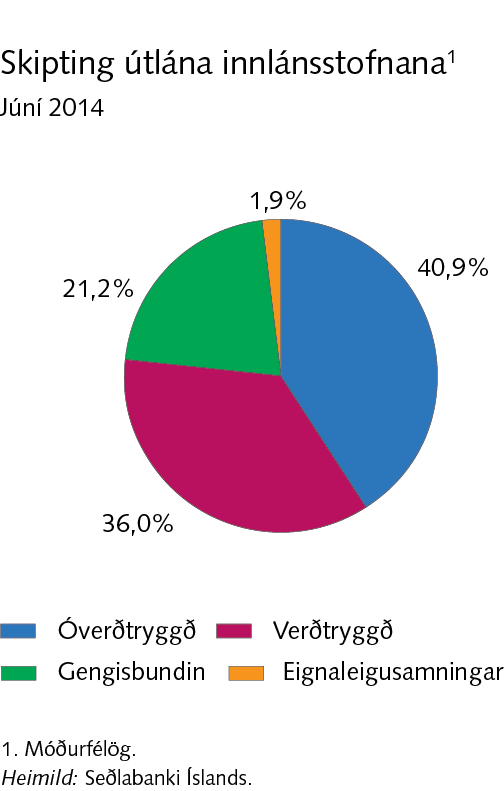 Skipting útlána innlánsstofnana¹
Júní 2014
1,9%
40,9%
21,2%
36,0%
Óverðtryggð Verðtryggð
Gengisbundin Eignaleigusamningar
1. Móðurfélög.
Heimild: Seðlabanki Íslands.